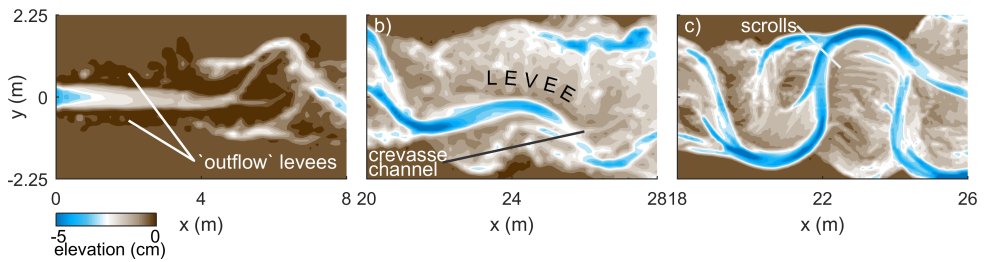 2.25
0
-2.25
y (m)
`outflow` levees
0
4
8
x (m)
-5
0
elevation (cm)
b)
LEVEE
crevasse
channel
20
24
28
x (m)
c)
scrolls
18
22
26
x (m)